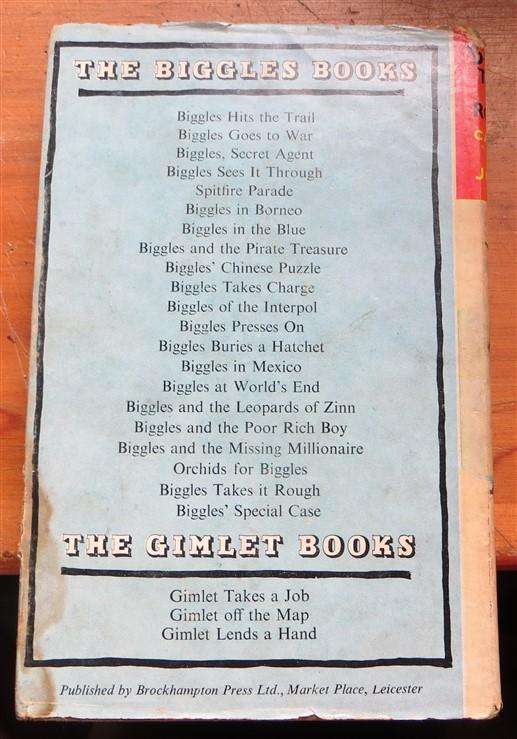 THE BIGGLES BOOKS
Biggles Hits the Trail
Biggles Goes to War
Biggles, Secret Agent
Biggles Sees It Through
Spitfire Parade
Biggles in Borneo
Biggles in the Blue
Biggles and the Pirate Treasure
Biggles' Chinese Puzzle
Biggles Takes Charge
Biggles of the Interpol
Biggles Presses On
Biggles Buries a Hatchet
Biggles in Mexico
Biggles at World's End
Biggles and the Leopards of Zinn
Biggles and the Poor Rich Boy
Biggles and the Missing Millionaire
Orchids for Biggles
Biggles Takes it Rough
Biggles' Special Case
THE GIMLET BOOKS
Gimlet Takes a Job
Gimlet off the Map
Gimlet Lends a Hand
Published by Brockhampton Press Ltd., Market Place, Leicester